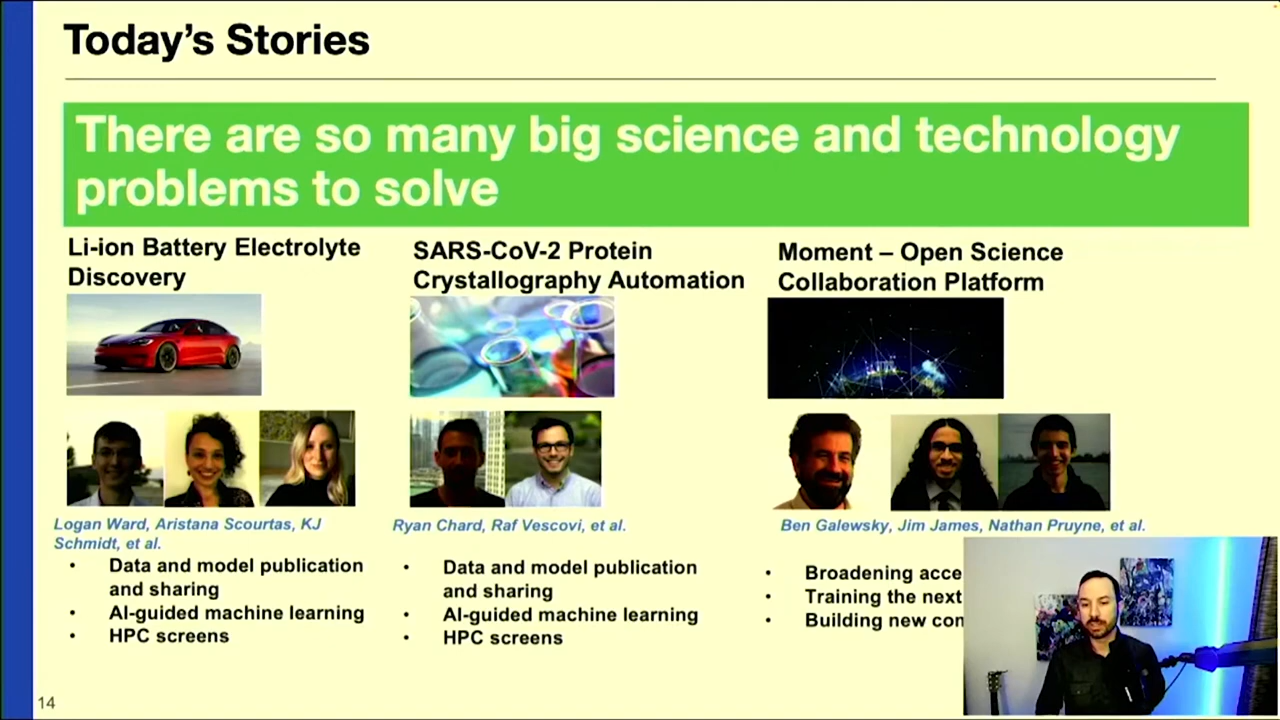 Today's Stories
There are so many big science and technology
problems to solve
Li-ion Battery Electrolyte
Discovery
SARS-CoV-2 Protein
Crystallography Automation
Moment – Open Science
Collaboration Platform
Logan Ward, Aristana Scourtas, KJ
Schmidt, et al.
Ryan Chard, Raf Vescovi, et al.
Ben Galewsky, Jim James, Nathan Pruyne, et al.
• Data and model publication
and sharing
• AI-guided machine learning
• HPC screens
• Data and model publication
and sharing
• AI-guided machine learning
• HPC screens
• Broadening acce
• Training the next
• Building new con
14